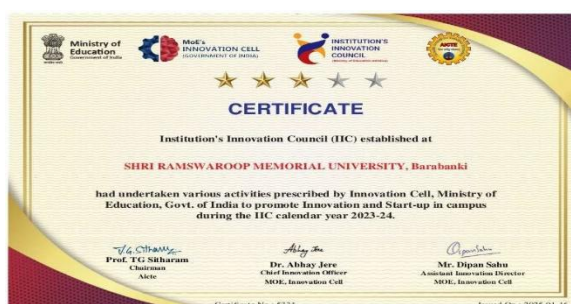 Ministry of
Education
Government of India
MoE's
INNOVATION CELL
(GOVERNMENT OF INDIA)
INSTITUTION'S
INNOVATION
COUNCIL
AICTE
CERTIFICATE
Institution's Innovation Council (IIC) established at
SHRI RAMSWAROOP MEMORIAL UNIVERSITY, Barabanki
had undertaken various activities prescribed by Innovation Cell, Ministry of
Education, Govt. of India to promote Innovation and Start-up in campus
during the IIC calendar year 2023-24.
Prof. TG Sitharam
Chairman
Aicte
Dr. Abhay Jere
Chief Innovation Officer
MOE, Innovation Cell
Mr. Dipan Sahu
Assistant Innovation Director
MOE, Innovation Cell